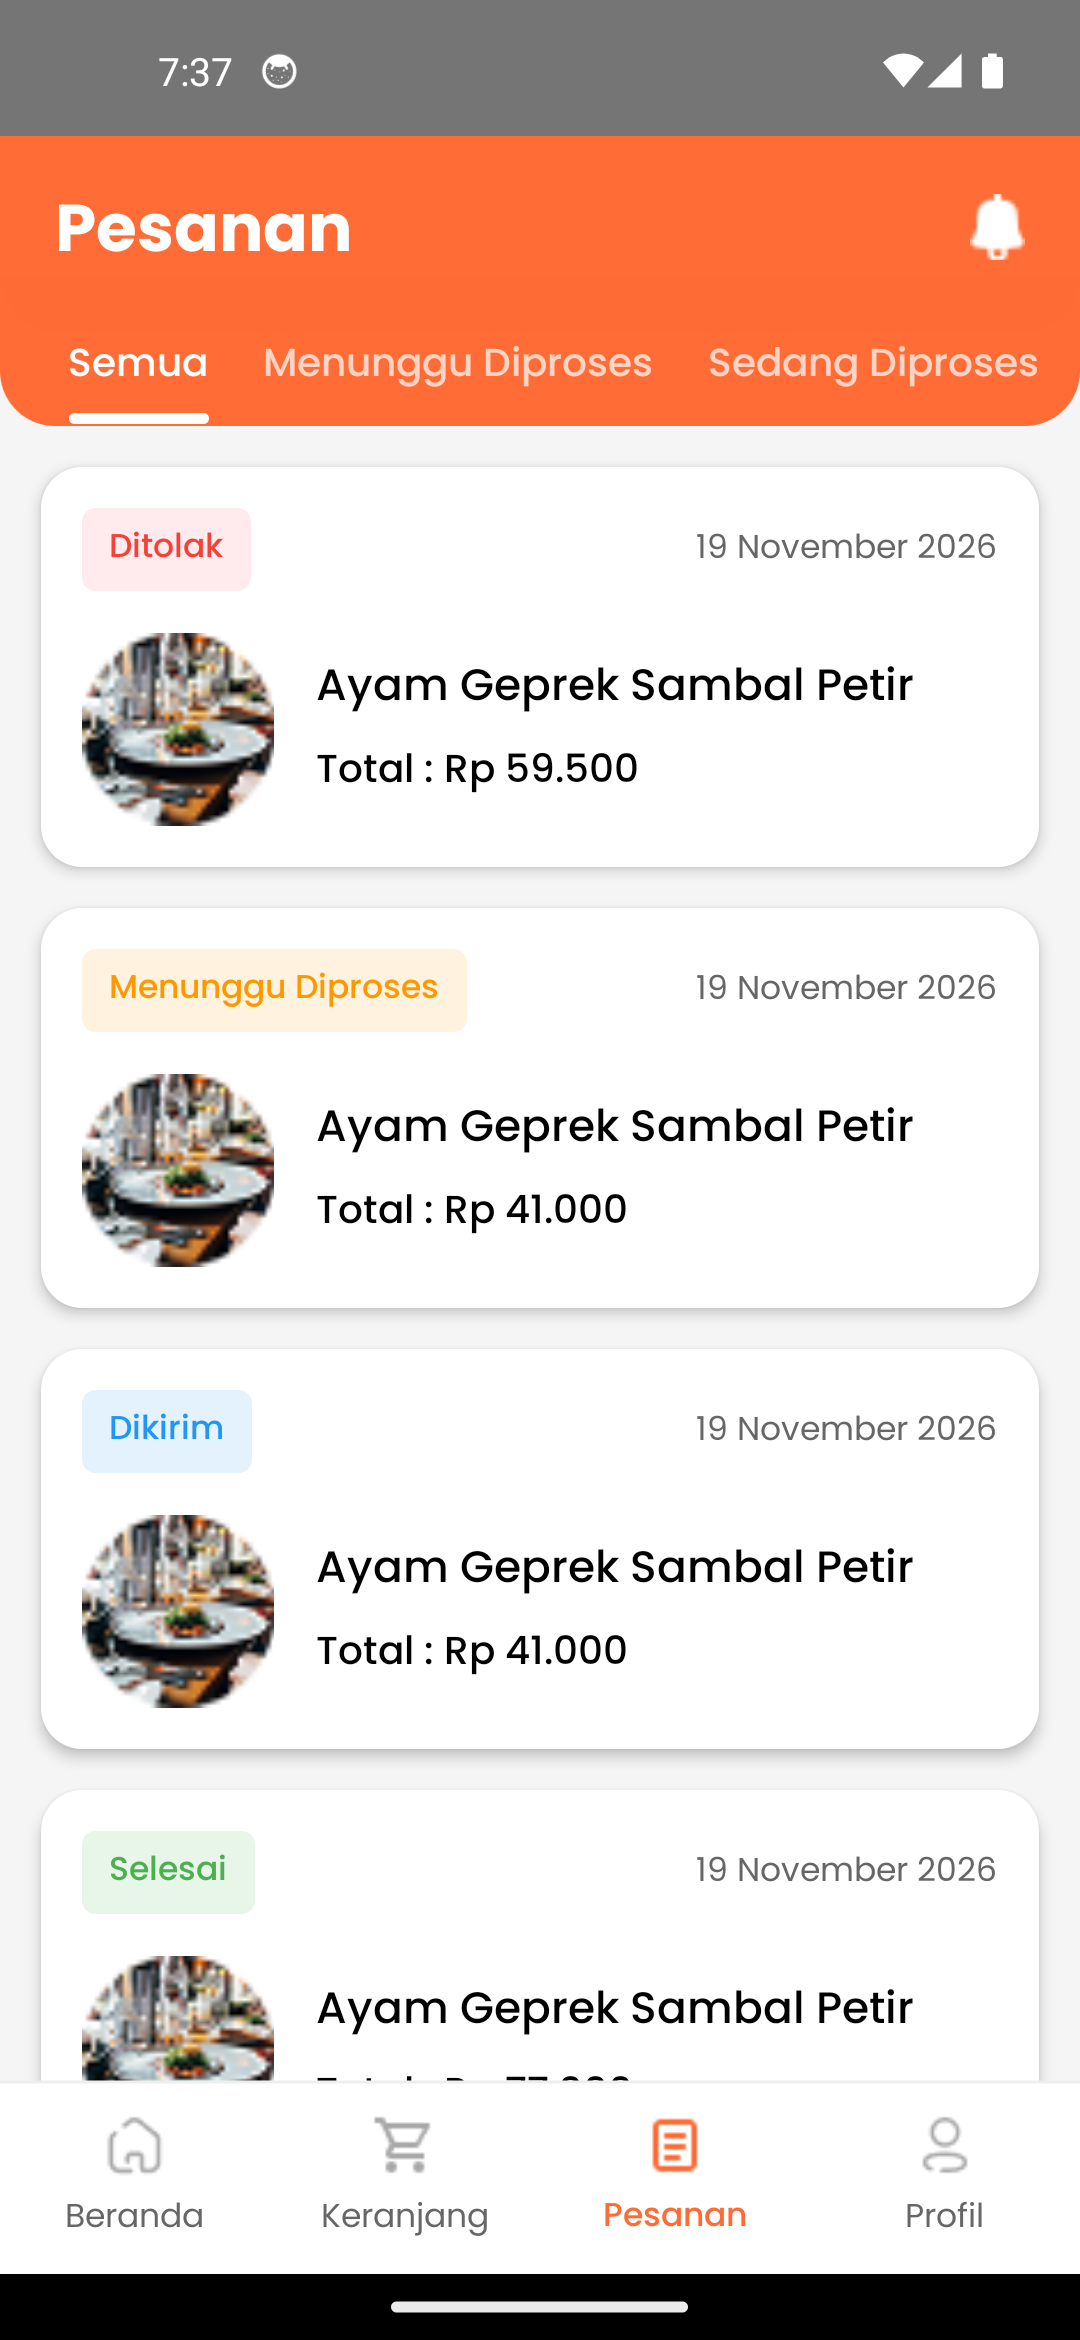 7:37
Pesanan
Semua Menunggu Diproses Sedang Diproses
Ditolak 19 November 2026
Ayam Geprek Sambal Petir
Total : Rp 59.500
Menunggu Diproses 19 November 2026
Ayam Geprek Sambal Petir
Total : Rp 41.000
Dikirim 19 November 2026
Ayam Geprek Sambal Petir
Total : Rp 41.000
Selesai 19 November 2026
Ayam Geprek Sambal Petir
Beranda Keranjang Pesanan Profil